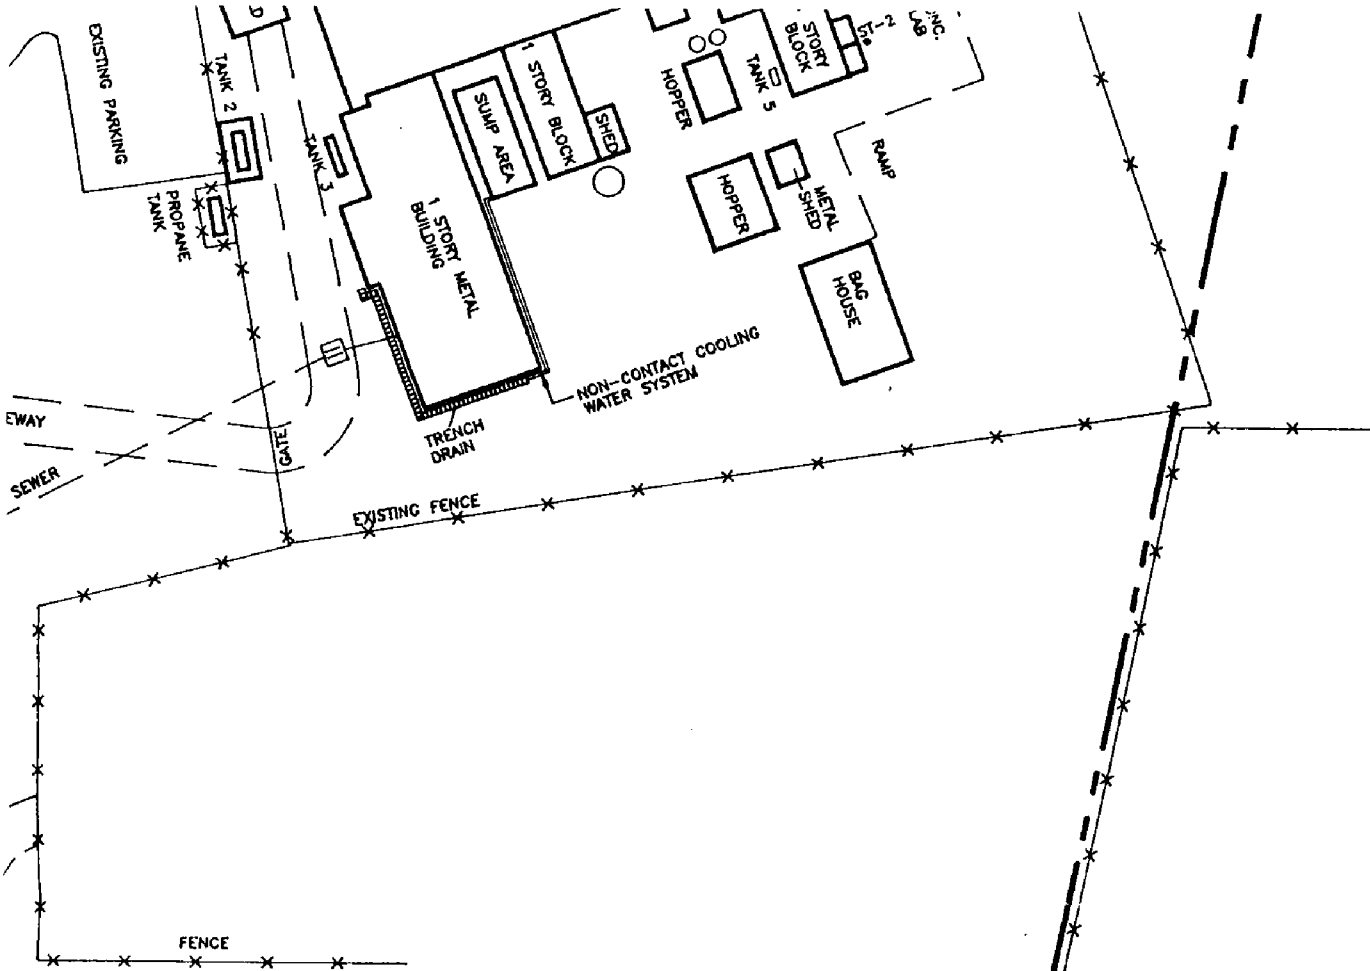 EXISTING PARKING
TANK 2
TANK 3
PROPANE
TANK
SUMP AREA
1 STORY BLOCK
SHED
HOPPER
TANK 5
STORY
BLOCK
ST-2
LAB
RAMP
HOPPER
METAL
SHED
BAG
HOUSE
1 STORY METAL
BUILDING
NON-CONTACT COOLING
WATER SYSTEM
TRENCH
DRAIN
EWAY
GATE
SEWER
EXISTING FENCE
FENCE